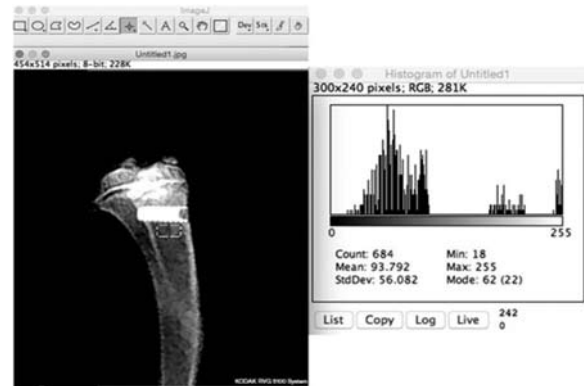 ImageJ
Dev Stk
Untitled1.jpg
454x514 pixels; 8-bit; 228K
KODAK RVG 6100 System
Histogram of Untitled1
300x240 pixels; RGB; 281K
0 255
Count: 684 Min: 18
Mean: 93.792 Max: 255
StdDev: 56.082 Mode: 62 (22)
List Copy Log Live 242
0